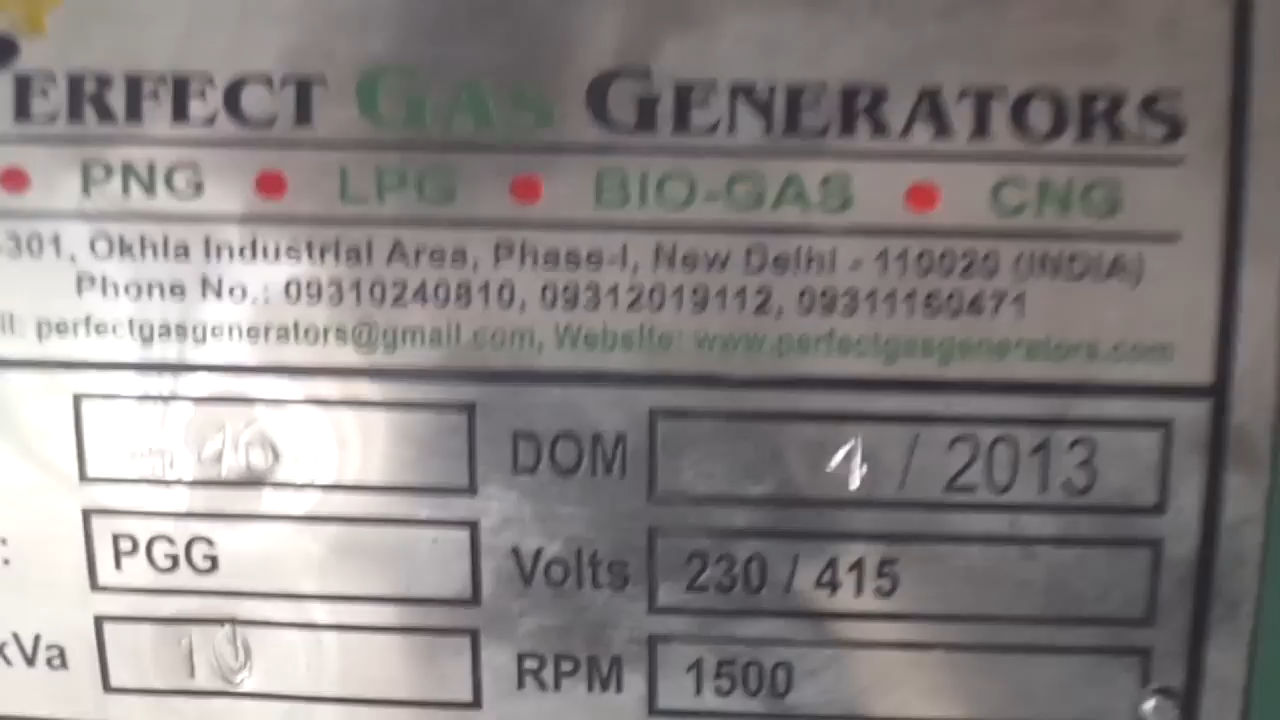 ERFECT GAS GENERATORS
PNG • LPG • BIO-GAS • CNG
301, Okhla Industrial Area, Phase-I, New Delhi - 110020 (INDIA)
Phone No.: 09310240810, 09312019112,
perfectgasgenerators@gmail.com, Website: www.perfectgasgenerators.com
DOM 1 / 2013
: PGG Volts 230 / 415
kVa 10 RPM 1500